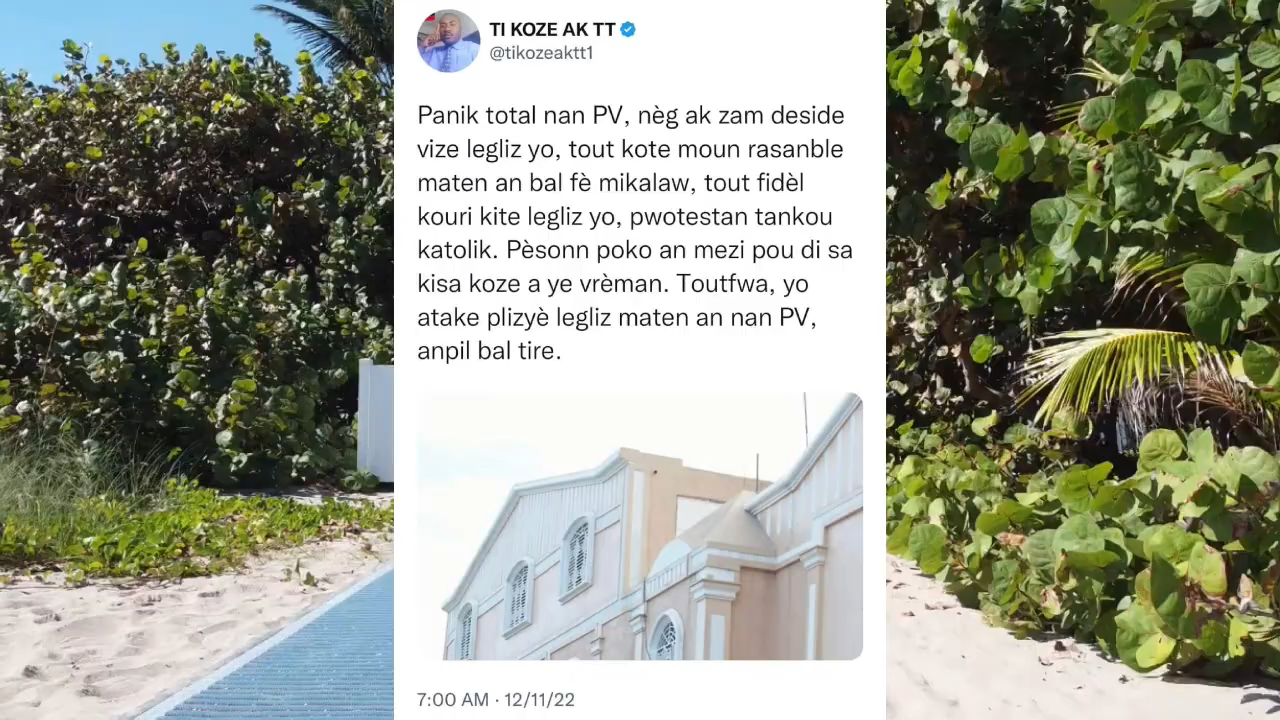 TI KOZE AK TT
@tikozeaktt1
Panik total nan PV, nèg ak zam deside
vize legliz yo, tout kote moun rasanble
maten an bal fè mikalaw, tout fidèl
kouri kite legliz yo, pwotestan tankou
katolik. Pèsonn poko an mezi pou di sa
kisa koze a ye vrèman. Toutfwa, yo
atake plizyè legliz maten an nan PV,
anpil bal tire.
7:00 AM · 12/11/22